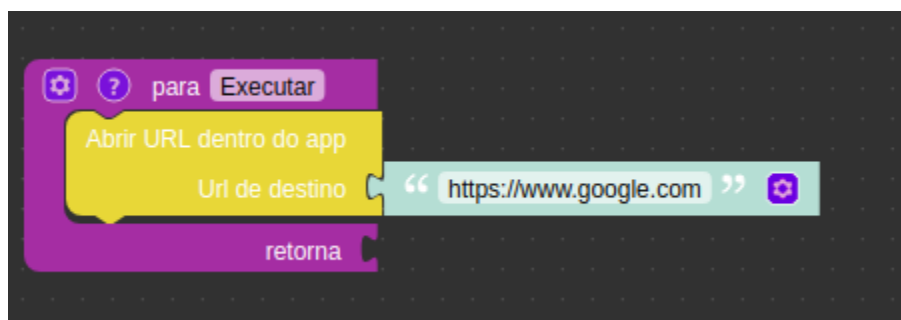 ? para Executar
Abrir URL dentro do app
Url de destino “ https://www.google.com ”
retorna